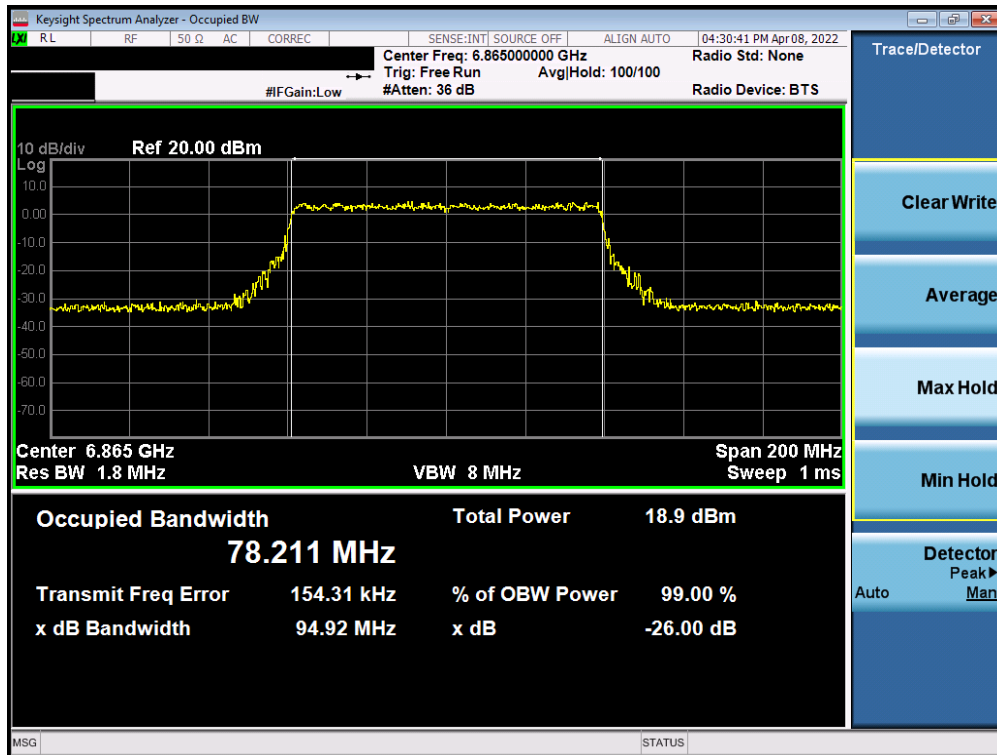 Keysight Spectrum Analyzer - Occupied BW
LXI RL RF 50 Ω AC CORREC SENSE:INT SOURCE OFF ALIGN AUTO 04:30:41 PM Apr 08, 2022
Center Freq: 6.865000000 GHz Radio Std: None
Trig: Free Run Avg|Hold: 100/100
#IFGain:Low #Atten: 36 dB Radio Device: BTS
10 dB/div Ref 20.00 dBm
Log
10.0
0.00
-10.0
-20.0
-30.0
-40.0
-50.0
-60.0
-70.0
Center 6.865 GHz Span 200 MHz
Res BW 1.8 MHz VBW 8 MHz Sweep 1 ms
Occupied Bandwidth Total Power 18.9 dBm
78.211 MHz
Transmit Freq Error 154.31 kHz % of OBW Power 99.00 %
x dB Bandwidth 94.92 MHz x dB -26.00 dB
MSG STATUS
Trace/Detector
Clear Write
Average
Max Hold
Min Hold
Detector
Peak▶
Auto Man